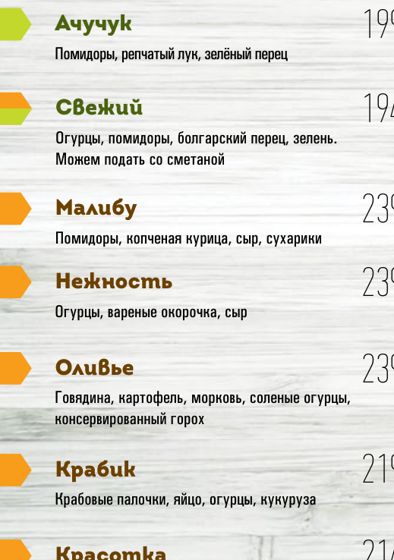 Ачучук
Помидоры, репчатый лук, зелёный перец
Свежий
Огурцы, помидоры, болгарский перец, зелень.
Можем подать со сметаной
Малибу
Помидоры, копченая курица, сыр, сухарики
Нежность
Огурцы, вареные окорочка, сыр
Оливье
Говядина, картофель, морковь, соленые огурцы,
консервированный горох
Крабик
Крабовые палочки, яйцо, огурцы, кукуруза
Красотка